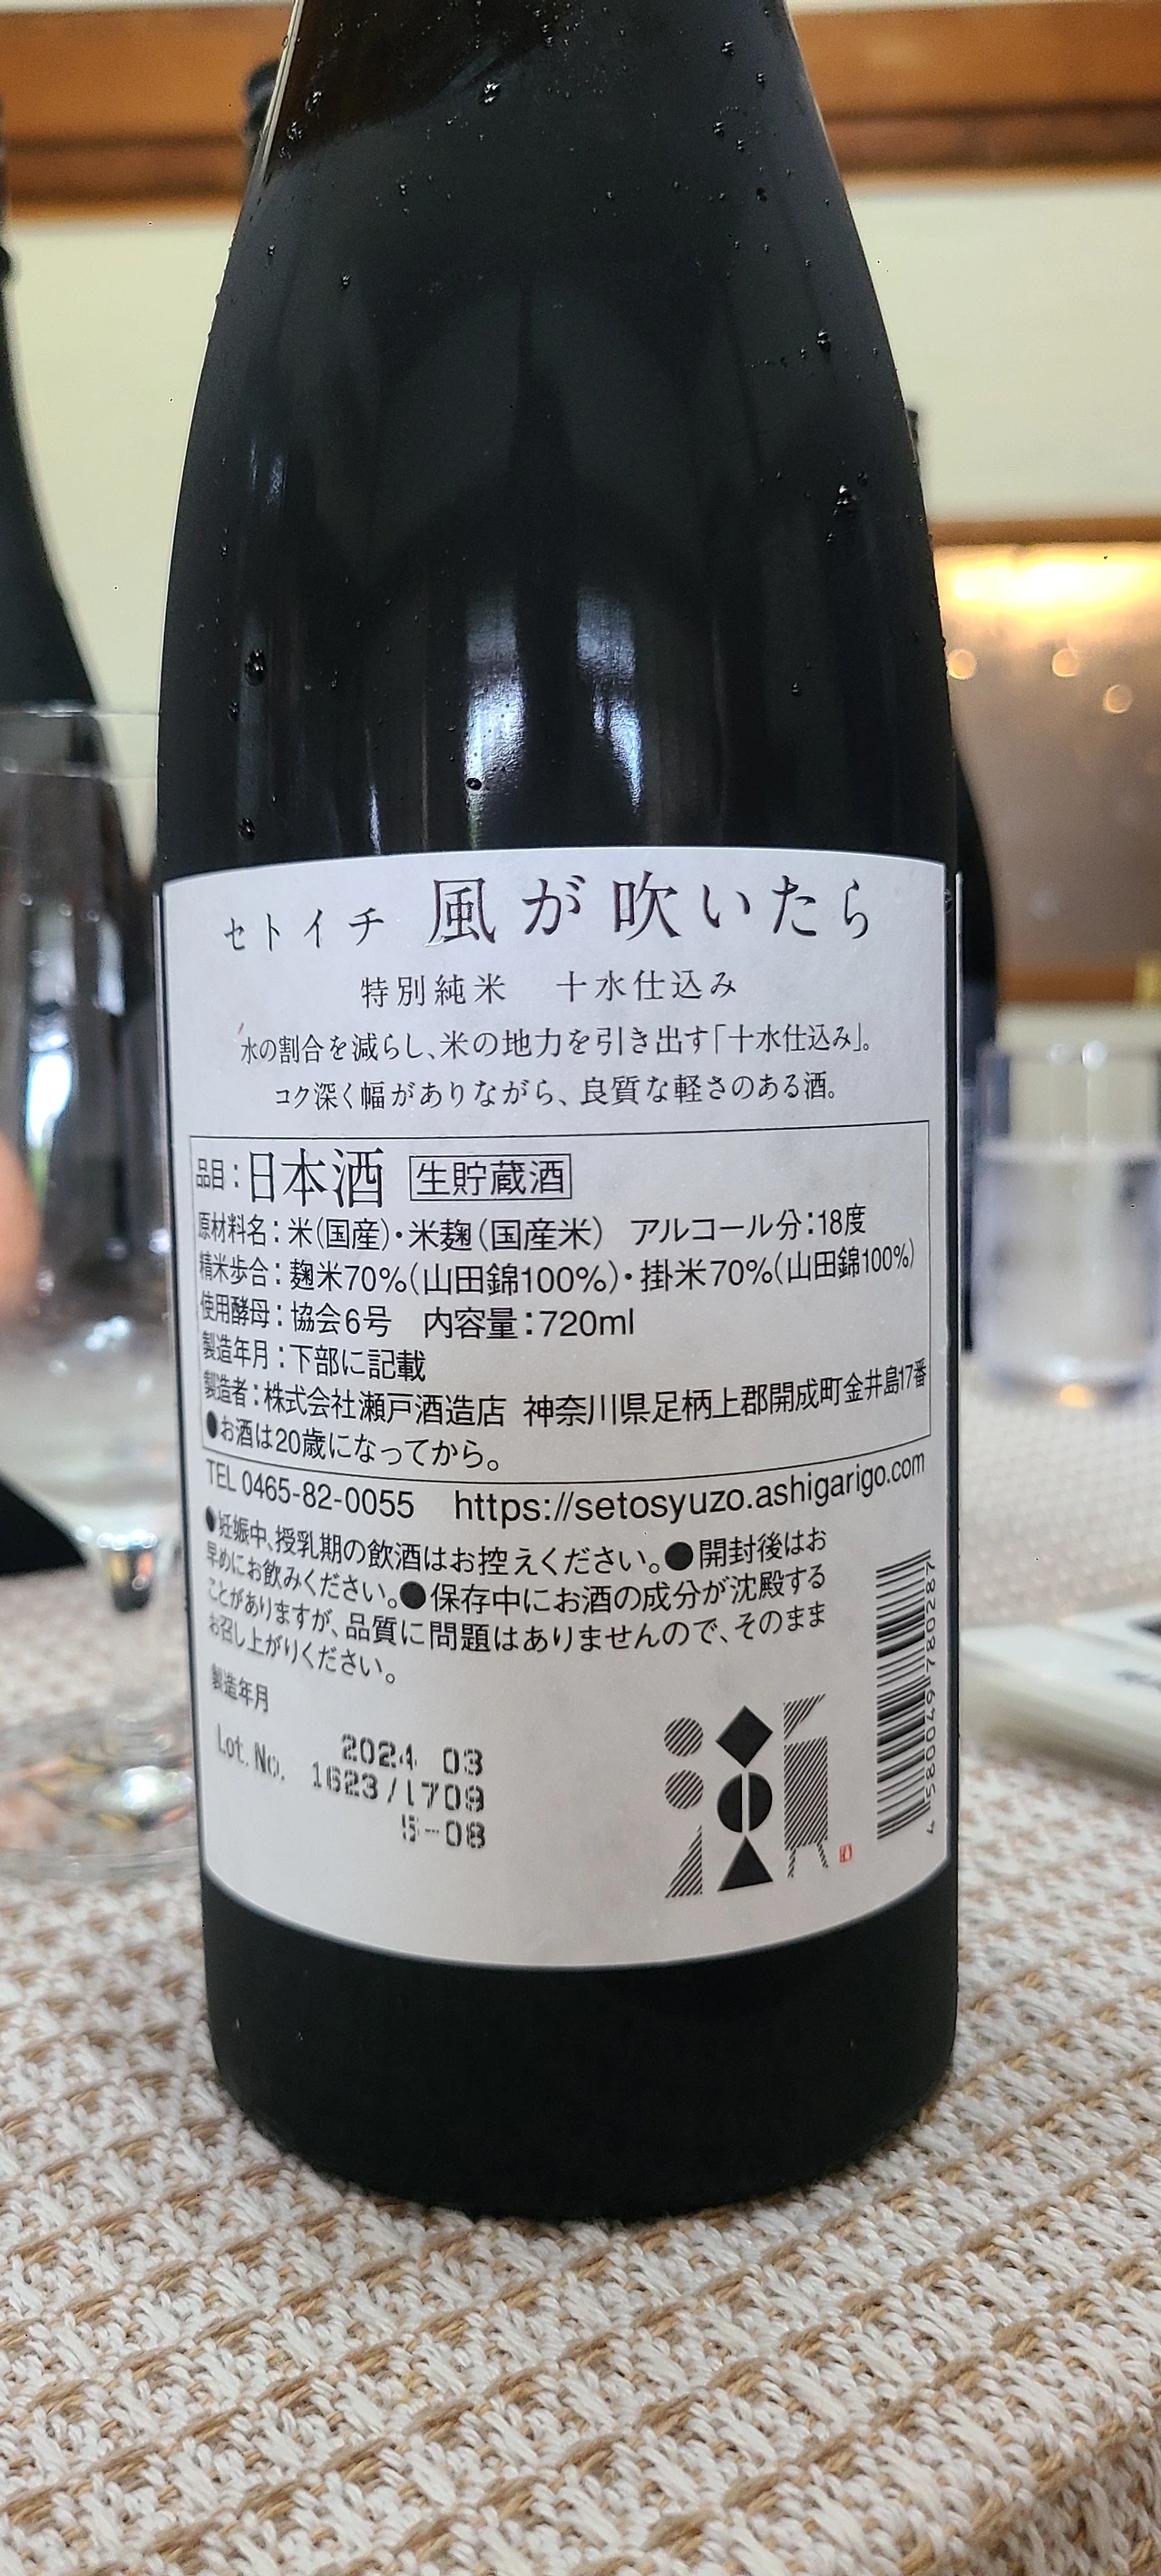 セトイチ 風が吹いたら
特別純米 十水仕込み
水の割合を減らし、米の地力を引き出す「十水仕込み」。
コク深く幅がありながら、良質な軽さのある酒。
品目：日本酒 生貯蔵酒
原材料名：米（国産）・米麹（国産米） アルコール分：18度
精米歩合：麹米70%（山田錦100%）・掛米70%（山田錦100%）
使用酵母：協会6号 内容量：720ml
製造年月：下部に記載
製造者：株式会社瀬戸酒造店 神奈川県足柄上郡開成町金井島17番
●お酒は20歳になってから。
TEL 0465-82-0055 https://setosyuzo.ashigarigo.com
●妊娠中、授乳期の飲酒はお控えください。●開封後はお
早めにお飲みください。●保存中にお酒の成分が沈殿する
ことがありますが、品質に問題はありませんので、そのまま
お召し上がりください。
製造年月
2024 03
Lot. No. 1623/1709
5-08
4 580049 780287